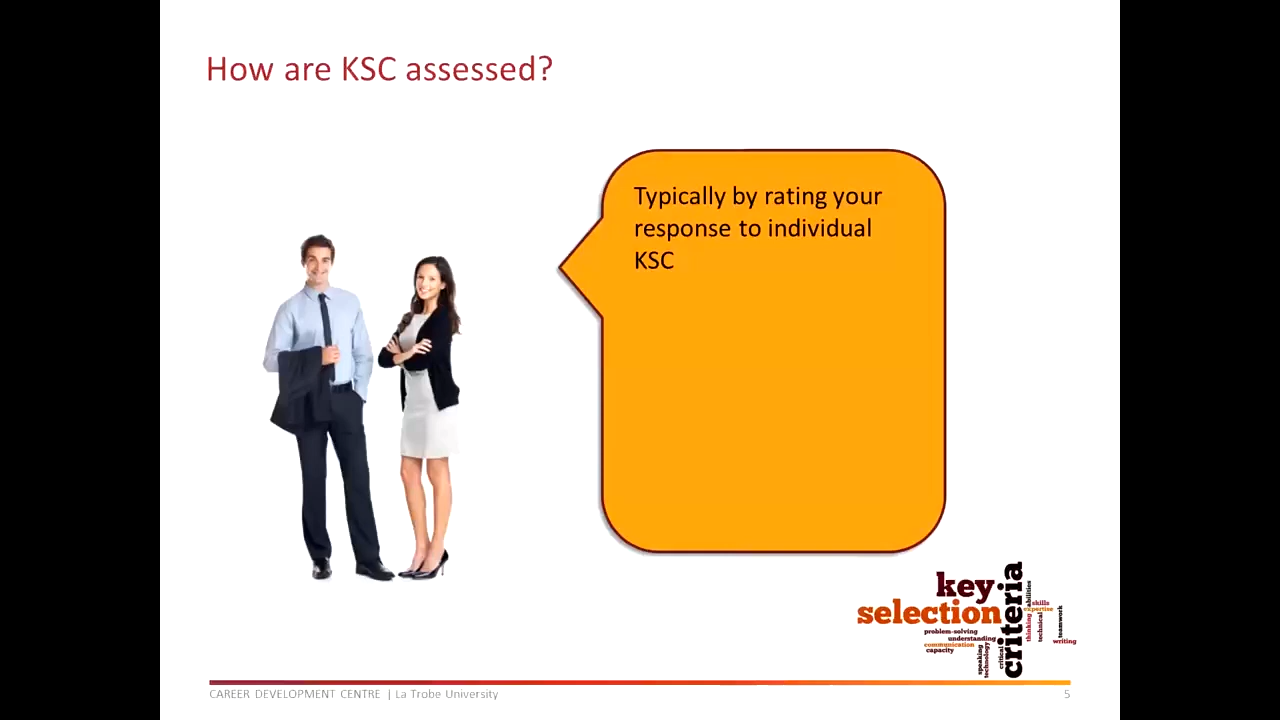 How are KSC assessed?
Typically by rating your
response to individual
KSC
key
selection
criteria
problem-solving
understanding
communication
capacity
speaking
technology
critical
thinking
abilities
skills
expertise
technical
teamwork
writing
CAREER DEVELOPMENT CENTRE | La Trobe University
5